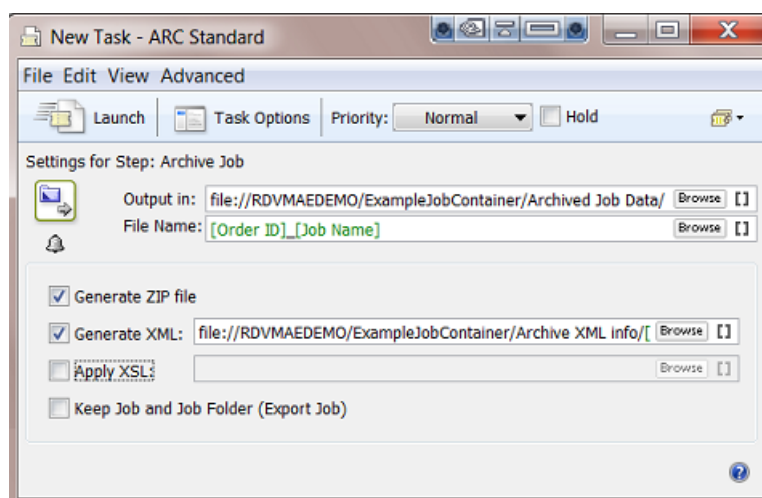 New Task - ARC Standard
File Edit View Advanced
Launch Task Options Priority: Normal Hold
Settings for Step: Archive Job
Output in: file://RDVMAEDEMO/ExampleJobContainer/Archived Job Data/ Browse []
File Name: [Order ID]_[Job Name] Browse []
Generate ZIP file
Generate XML: file://RDVMAEDEMO/ExampleJobContainer/Archive XML info/[ Browse []
Apply XSL: Browse []
Keep Job and Job Folder (Export Job)